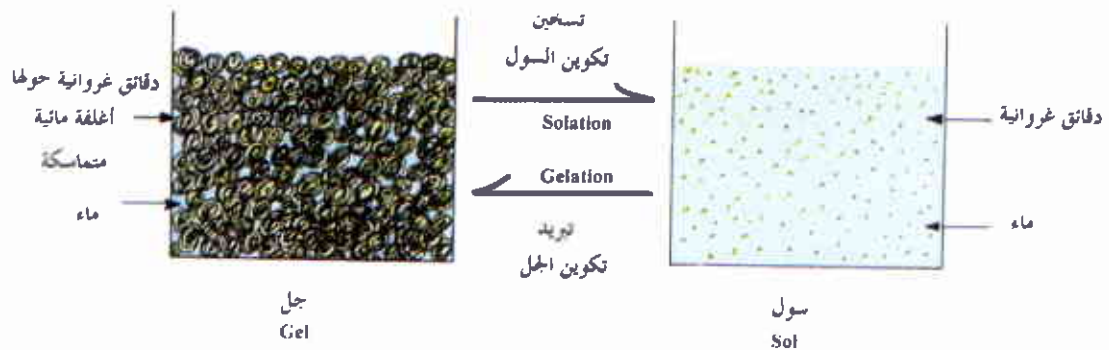 تسخين
تكوين السول
Solation
Gelation
تبريد
تكوين الجل
دقائق غروانية حولها
أغلفة مائية
متماسكة
ماء
جل
Gel
دقائق غروانية
ماء
سول
Sol